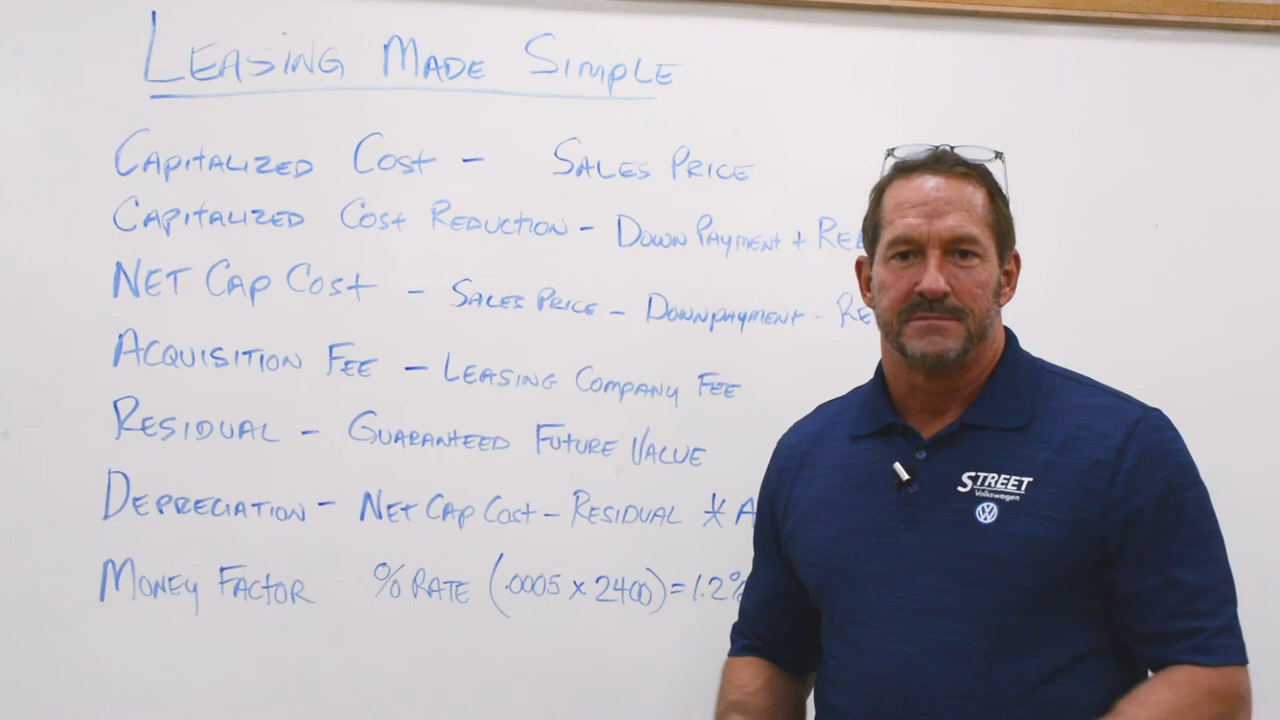 LEASING MADE SIMPLE
CAPITALIZED COST - SALES PRICE
CAPITALIZED COST REDUCTION - DOWN PAYMENT +
NET CAP COST - SALES PRICE - DOWNPAYMENT -
ACQUISITION FEE - LEASING COMPANY FEE
RESIDUAL - GUARANTEED FUTURE VALUE
DEPRECIATION - NET CAP COST - RESIDUAL *
MONEY FACTOR % RATE (.0005 x 2400) = 1.2%
STREET
Volkswagen